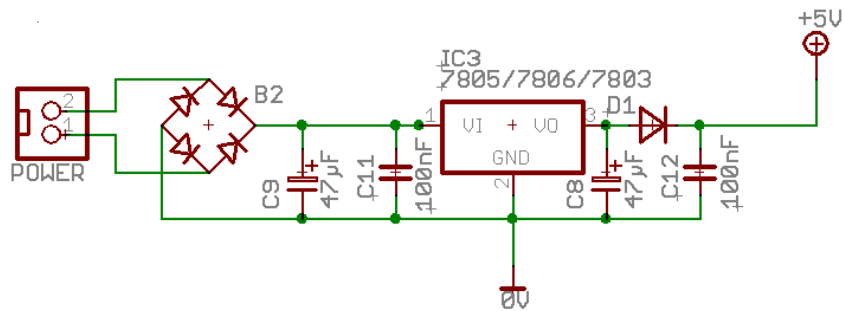 +5V
IC3
7805/7806/7803
B2
D1
2
1
1
VI
VO
3
GND
2
POWER
C9
47µF
C11
100nF
C8
47µF
C12
100nF
0V